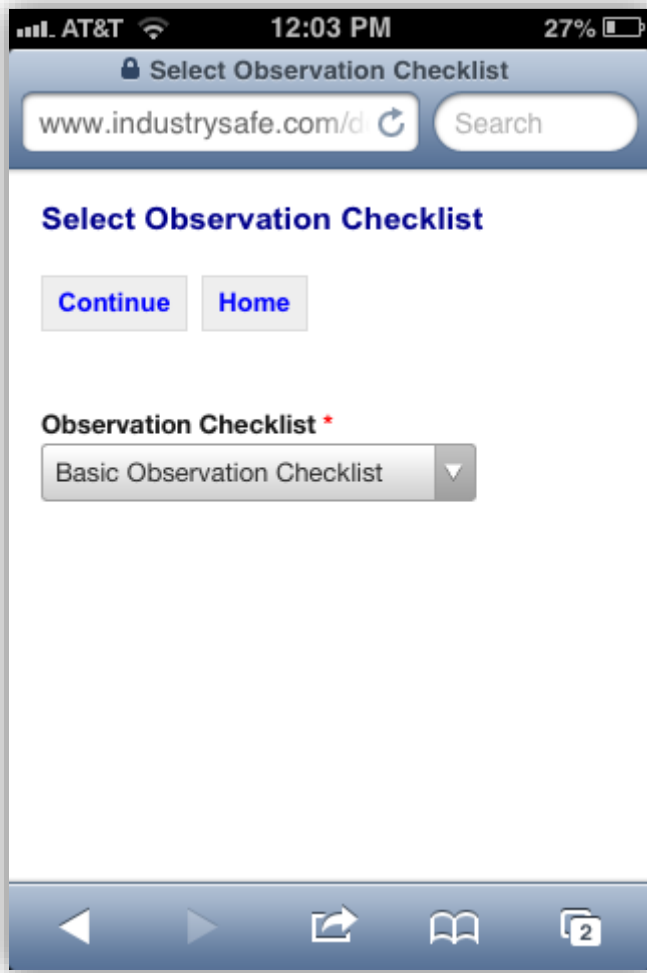 AT&T 12:03 PM 27%
Select Observation Checklist
www.industrysafe.com/d Search
Select Observation Checklist
Continue Home
Observation Checklist *
Basic Observation Checklist
2